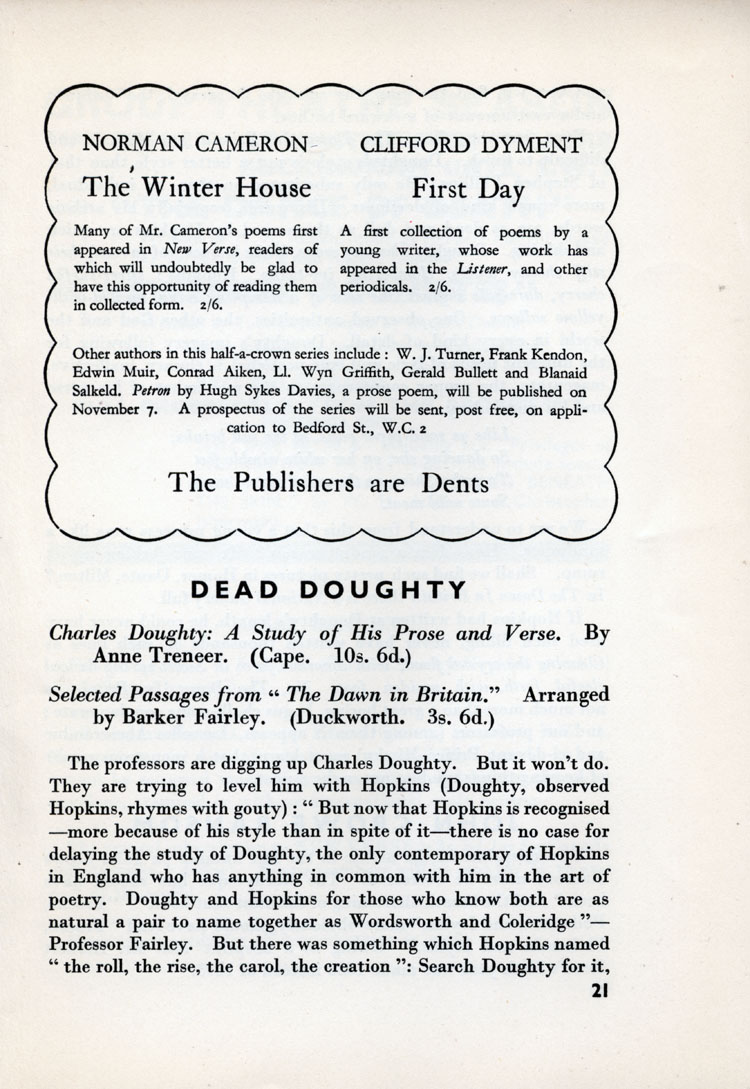 NORMAN CAMERON
The Winter House
Many of Mr. Cameron's poems first
appeared in New Verse, readers of
which will undoubtedly be glad to
have this opportunity of reading them
in collected form. 2/6.
CLIFFORD DYMENT
First Day
A first collection of poems by a
young writer, whose work has
appeared in the Listener, and other
periodicals. 2/6.
Other authors in this half-a-crown series include : W. J. Turner, Frank Kendon,
Edwin Muir, Conrad Aiken, Ll. Wyn Griffith, Gerald Bullett and Blanaid
Salkeld. Petron by Hugh Sykes Davies, a prose poem, will be published on
November 7. A prospectus of the series will be sent, post free, on appli-
cation to Bedford St., W.C. 2
The Publishers are Dents
DEAD DOUGHTY
Charles Doughty: A Study of His Prose and Verse. By
Anne Treneer. (Cape. 10s. 6d.)
Selected Passages from “ The Dawn in Britain.” Arranged
by Barker Fairley. (Duckworth. 3s. 6d.)
The professors are digging up Charles Doughty. But it won't do.
They are trying to level him with Hopkins (Doughty, observed
Hopkins, rhymes with gouty) : “ But now that Hopkins is recognised
—more because of his style than in spite of it—there is no case for
delaying the study of Doughty, the only contemporary of Hopkins
in England who has anything in common with him in the art of
poetry. Doughty and Hopkins for those who know both are as
natural a pair to name together as Wordsworth and Coleridge ”—
Professor Fairley. But there was something which Hopkins named
“ the roll, the rise, the carol, the creation ”: Search Doughty for it,
21